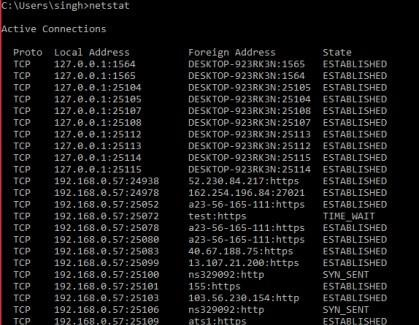 C:\Users\singh>netstat
Active Connections
Proto Local Address Foreign Address State
TCP 127.0.0.1:1564 DESKTOP-923RK3N:1565 ESTABLISHED
TCP 127.0.0.1:1565 DESKTOP-923RK3N:1564 ESTABLISHED
TCP 127.0.0.1:25104 DESKTOP-923RK3N:25105 ESTABLISHED
TCP 127.0.0.1:25105 DESKTOP-923RK3N:25104 ESTABLISHED
TCP 127.0.0.1:25107 DESKTOP-923RK3N:25108 ESTABLISHED
TCP 127.0.0.1:25108 DESKTOP-923RK3N:25107 ESTABLISHED
TCP 127.0.0.1:25112 DESKTOP-923RK3N:25113 ESTABLISHED
TCP 127.0.0.1:25113 DESKTOP-923RK3N:25112 ESTABLISHED
TCP 127.0.0.1:25114 DESKTOP-923RK3N:25115 ESTABLISHED
TCP 127.0.0.1:25115 DESKTOP-923RK3N:25114 ESTABLISHED
TCP 192.168.0.57:24938 52.230.84.217:https ESTABLISHED
TCP 192.168.0.57:24978 162.254.196.84:27021 ESTABLISHED
TCP 192.168.0.57:25052 a23-56-165-111:https ESTABLISHED
TCP 192.168.0.57:25072 test:https TIME_WAIT
TCP 192.168.0.57:25078 a23-56-165-111:https ESTABLISHED
TCP 192.168.0.57:25080 a23-56-165-111:https ESTABLISHED
TCP 192.168.0.57:25083 40.67.188.75:https ESTABLISHED
TCP 192.168.0.57:25099 13.107.21.200:https ESTABLISHED
TCP 192.168.0.57:25100 ns329092:http SYN_SENT
TCP 192.168.0.57:25101 155:https ESTABLISHED
TCP 192.168.0.57:25103 103.56.230.154:http ESTABLISHED
TCP 192.168.0.57:25106 ns329092:http SYN_SENT
TCP 192.168.0.57:25109 ats1:https ESTABLISHED